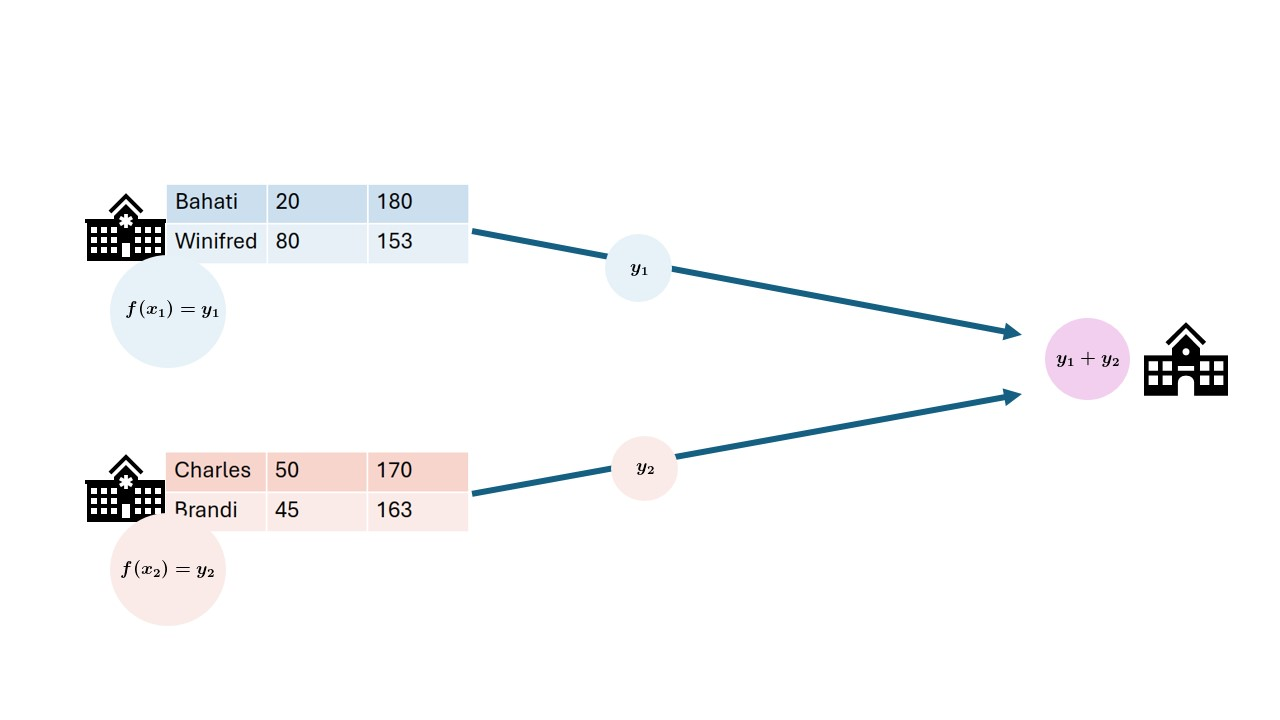 Bahati 20 180
Winifred 80 153
f(x₁) = y₁
y₁
y₁ + y₂
Charles 50 170
Brandi 45 163
y₂
f(x₂) = y₂